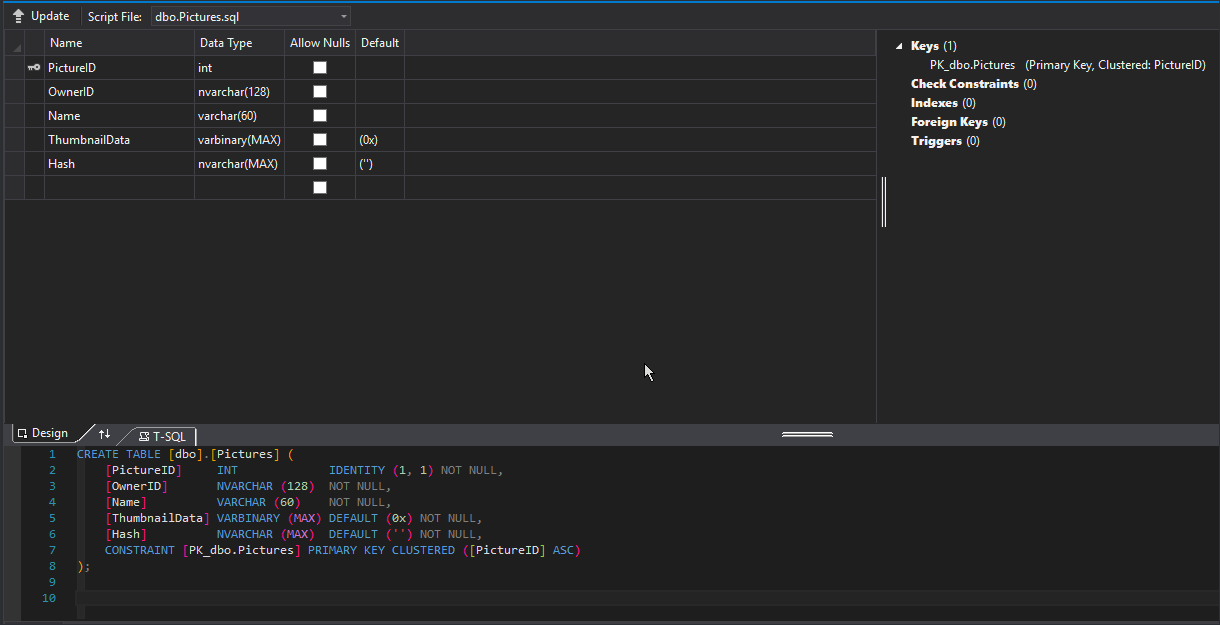 Update Script File: dbo.Pictures.sql
Name Data Type Allow Nulls Default
PictureID int
OwnerID nvarchar(128)
Name varchar(60)
ThumbnailData varbinary(MAX) (0x)
Hash nvarchar(MAX) ('')
Keys (1)
PK_dbo.Pictures (Primary Key, Clustered: PictureID)
Check Constraints (0)
Indexes (0)
Foreign Keys (0)
Triggers (0)
Design T-SQL
1 CREATE TABLE [dbo].[Pictures] (
2 [PictureID] INT IDENTITY (1, 1) NOT NULL,
3 [OwnerID] NVARCHAR (128) NOT NULL,
4 [Name] VARCHAR (60) NOT NULL,
5 [ThumbnailData] VARBINARY (MAX) DEFAULT (0x) NOT NULL,
6 [Hash] NVARCHAR (MAX) DEFAULT ('') NOT NULL,
7 CONSTRAINT [PK_dbo.Pictures] PRIMARY KEY CLUSTERED ([PictureID] ASC)
8 );
9
10